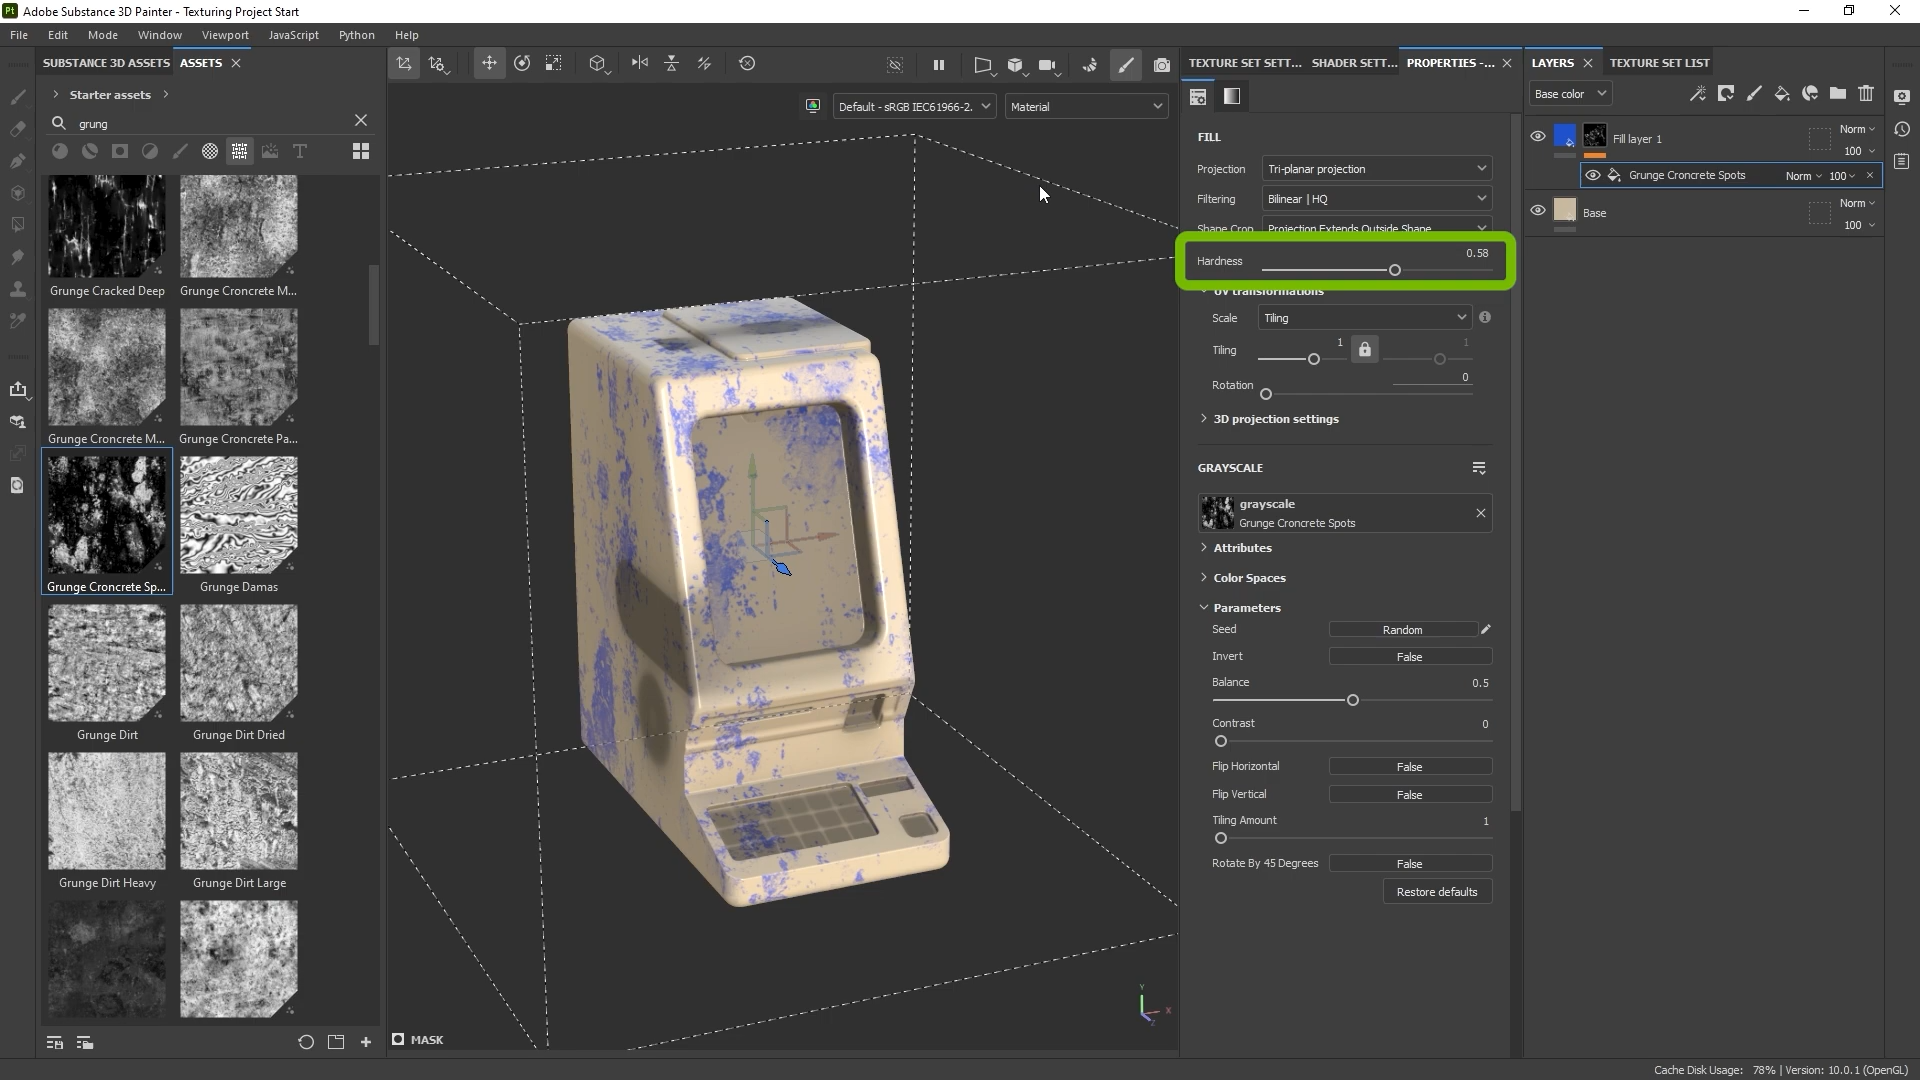 Pt Adobe Substance 3D Painter - Texturing Project Start
File Edit Mode Window Viewport JavaScript Python Help
SUBSTANCE 3D ASSETS ASSETS
Starter assets
grung
Grunge Cracked Deep
Grunge Croncrete M...
Grunge Croncrete M...
Grunge Croncrete Pa...
Grunge Croncrete Sp...
Grunge Damas
Grunge Dirt
Grunge Dirt Dried
Grunge Dirt Heavy
Grunge Dirt Large
Default - sRGB IEC61966-2.
Material
MASK
Y
X
Z
TEXTURE SET SETT... SHADER SETT... PROPERTIES -...
FILL
Projection Tri-planar projection
Filtering Bilinear | HQ
Shape Crop Projection Extends Outside Shape
Hardness 0.58
UV transformations
Scale Tiling
Tiling 1 1
Rotation 0
3D projection settings
GRAYSCALE
grayscale
Grunge Croncrete Spots
Attributes
Color Spaces
Parameters
Seed Random
Invert False
Balance 0.5
Contrast 0
Flip Horizontal False
Flip Vertical False
Tiling Amount 1
Rotate By 45 Degrees False
Restore defaults
LAYERS TEXTURE SET LIST
Base color
Fill layer 1 Norm 100
Grunge Croncrete Spots Norm 100
Base Norm 100
Cache Disk Usage: 78% | Version: 10.0.1 (OpenGL)